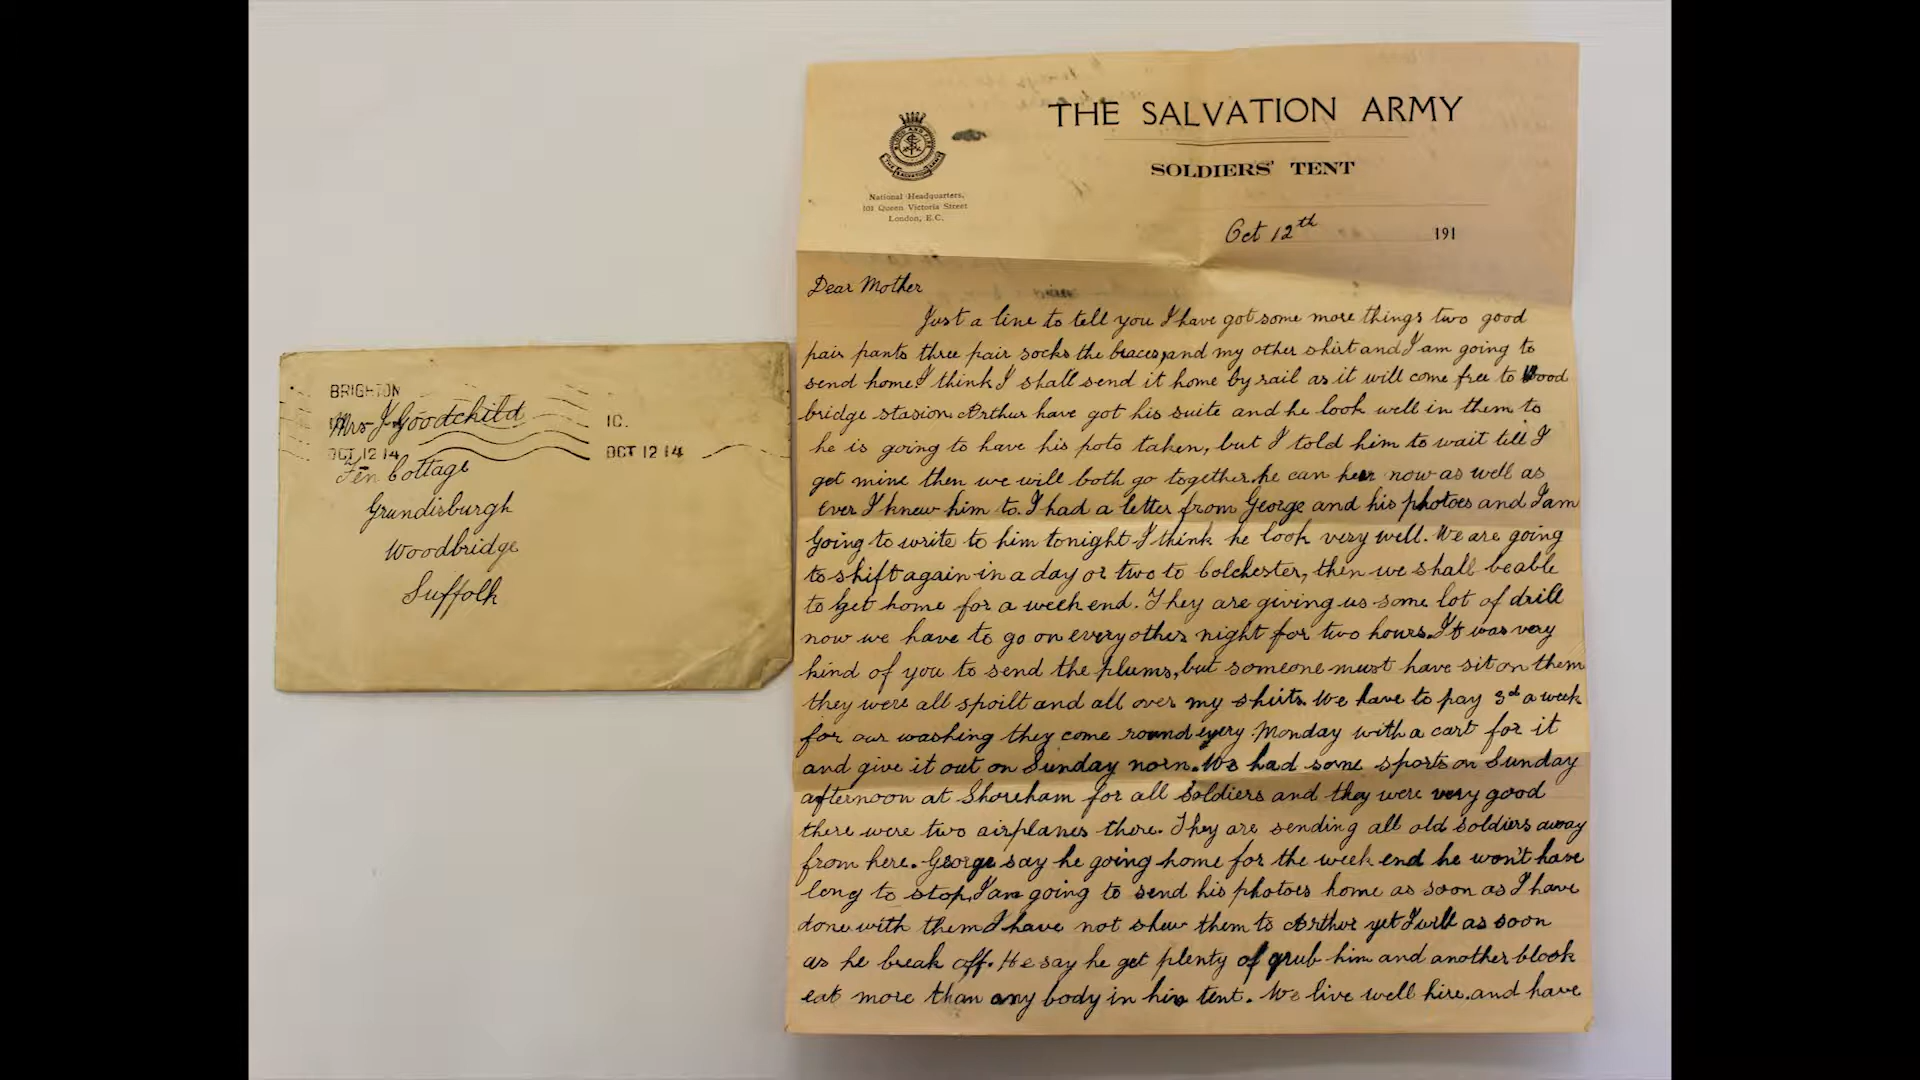 BRIGHTON
Mrs J Goodchild
IC.
OCT 12 14
OCT 12 14
Fen Cottage
Grundisburgh
Woodbridge
Suffolk
THE SALVATION ARMY
SOLDIERS' TENT
BLOOD AND FIRE
THE SALVATION ARMY
National Headquarters,
101 Queen Victoria Street
London, E.C.
Oct 12th 191
Dear Mother
Just a line to tell you I have got some more things two good
pair pants three pair socks the braces, and my other shirt and I am going to
send home. I think I shall send it home by rail as it will come free to Wood
bridge stasion. Arthur have got his suite and he look well in them to
he is going to have his poto taken, but I told him to wait till I
get mine then we will both go together. he can hear now as well as
ever I knew him to. I had a letter from George and his photoes and I am
Going to write to him tonight I think he look very well. We are going
to shift again in a day or two to Colchester, then we shall be able
to get home for a week end. They are giving us some lot of drill
now we have to go on every other night for two hours. It was very
kind of you to send the plums, but someone must have sit on them
they were all spoilt and all over my shirts. We have to pay 3d a week
for our washing they come round every Monday with a cart for it
and give it out on Sunday norn. We had some sports on Sunday
afternoon at Shoreham for all Soldiers and they were very good
there were two airplanes there. They are sending all old soldiers away
from here. George say he going home for the week end he won't have
long to stop. I am going to send his photoes home as soon as I have
done with them I have not shew them to Arthur yet I will as soon
as he break off. He say he get plenty of grub him and another blook
eat more than any body in his tent. We live well hire. and have